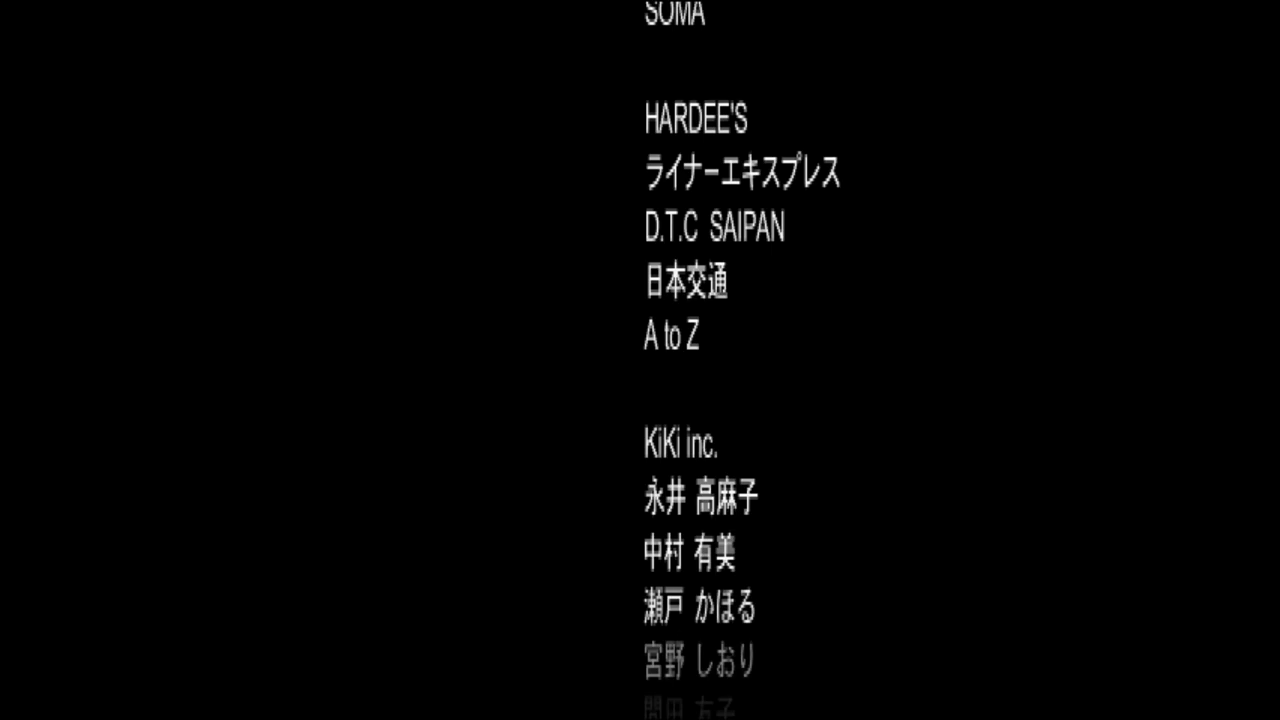 SOMA
HARDEE'S
ライナーエキスプレス
D.T.C SAIPAN
日本交通
A to Z
KiKi inc.
永井 高麻子
中村 有美
瀬戸 かほる
宮野 しおり